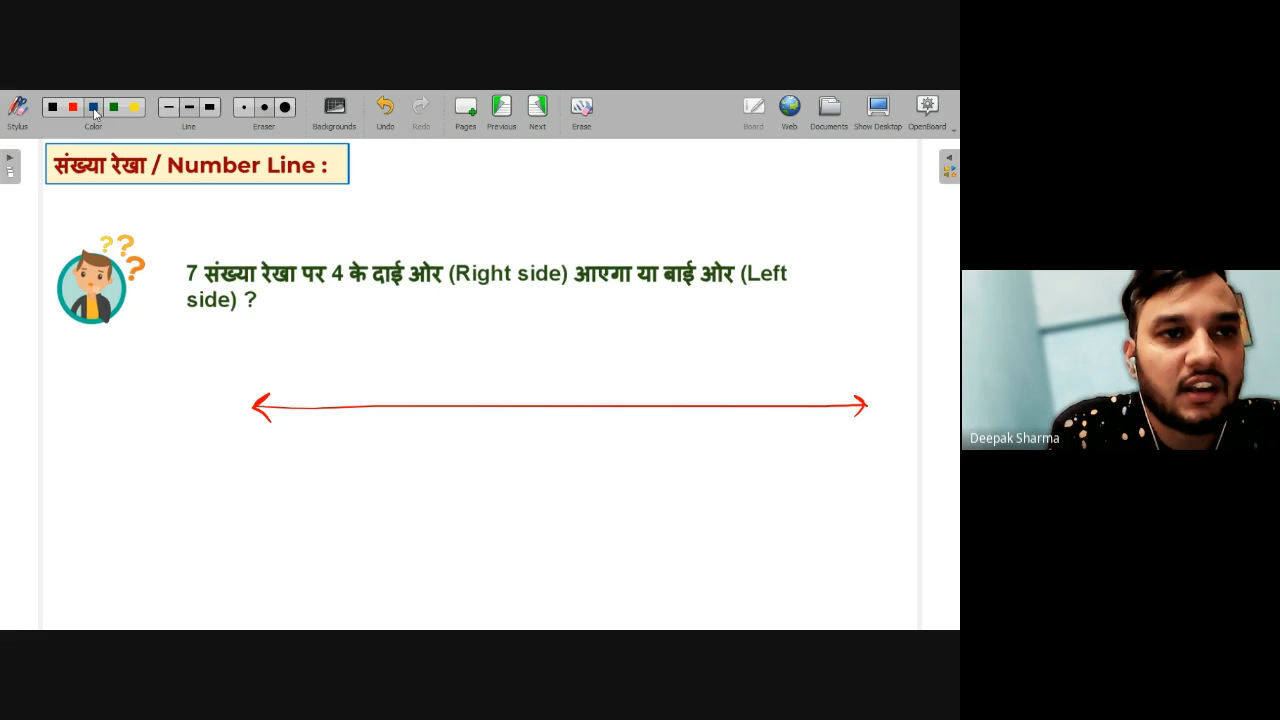 Stylus
Color
Line
Eraser
Backgrounds
Undo
Redo
Pages
Previous
Next
Erase
Board
Web
Documents
Show Desktop
OpenBoard
संख्या रेखा / Number Line :
7 संख्या रेखा पर 4 के दाई ओर (Right side) आएगा या बाई ओर (Left
side) ?
? ? ?
Deepak Sharma